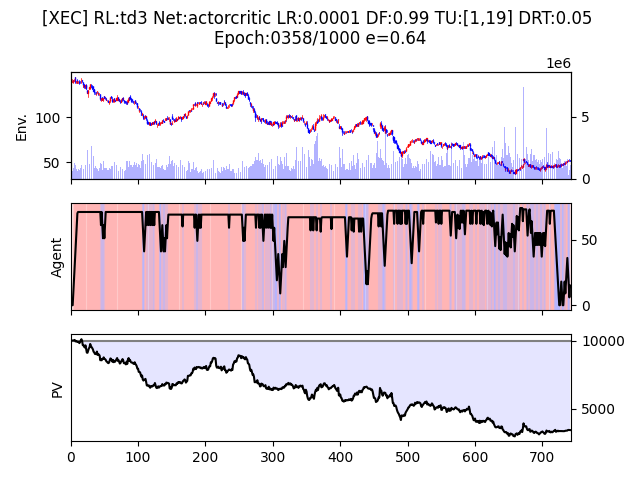 [XEC] RL:td3 Net:actorcritic LR:0.0001 DF:0.99 TU:[1,19] DRT:0.05
Epoch:0358/1000 e=0.64
1e6
Env.
100
50
5
0
Agent
50
0
PV
10000
5000
0 100 200 300 400 500 600 700